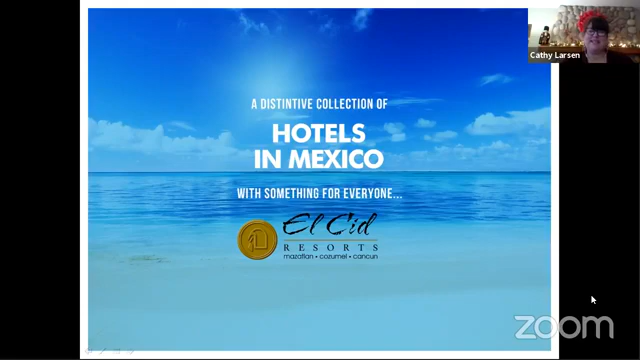 Cathy Larsen
A DISTINTIVE COLLECTION OF
HOTELS
IN MEXICO
WITH SOMETHING FOR EVERYONE...
El Cid
RESORTS
mazatlan • cozumel • cancun
zoom